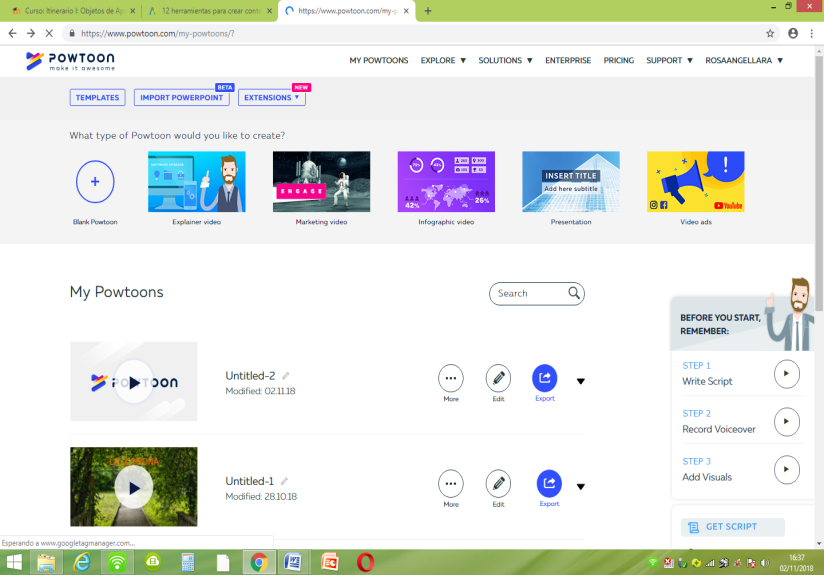 Curso: Itinerario I: Objetos de Ap
12 herramientas para crear conte
https://www.powtoon.com/my-p
https://www.powtoon.com/my-powtoons/?
POWTOON
make it awesome
MY POWTOONS EXPLORE ▼ SOLUTIONS ▼ ENTERPRISE PRICING SUPPORT ▼ ROSAANGELLARA ▼
BETA NEW
TEMPLATES IMPORT POWERPOINT EXTENSIONS ▼
What type of Powtoon would you like to create?
ENGAGE
42%
26%
INSERT TITLE
Add here subtitle
YouTube
Blank Powtoon Explainer video Marketing video Infographic video Presentation Video ads
My Powtoons
Search
POWTOON
Untitled-2
Modified: 02.11.18
More Edit Export
Untitled-1
Modified: 28.10.18
More Edit Export
BEFORE YOU START,
REMEMBER:
STEP 1
Write Script
STEP 2
Record Voiceover
STEP 3
Add Visuals
GET SCRIPT
Esperando a www.googletagmanager.com...
16:37
02/11/2018